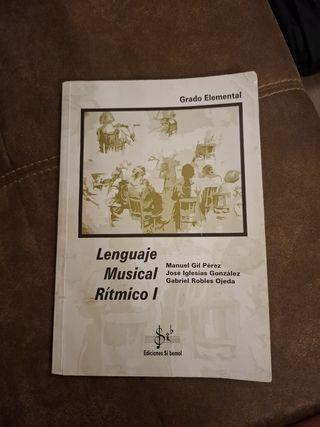 Grado Elemental
Lenguaje
Musical
Rítmico I
Manuel Gil Pérez
José Iglesias González
Gabriel Robles Ojeda
Ediciones Si bemol